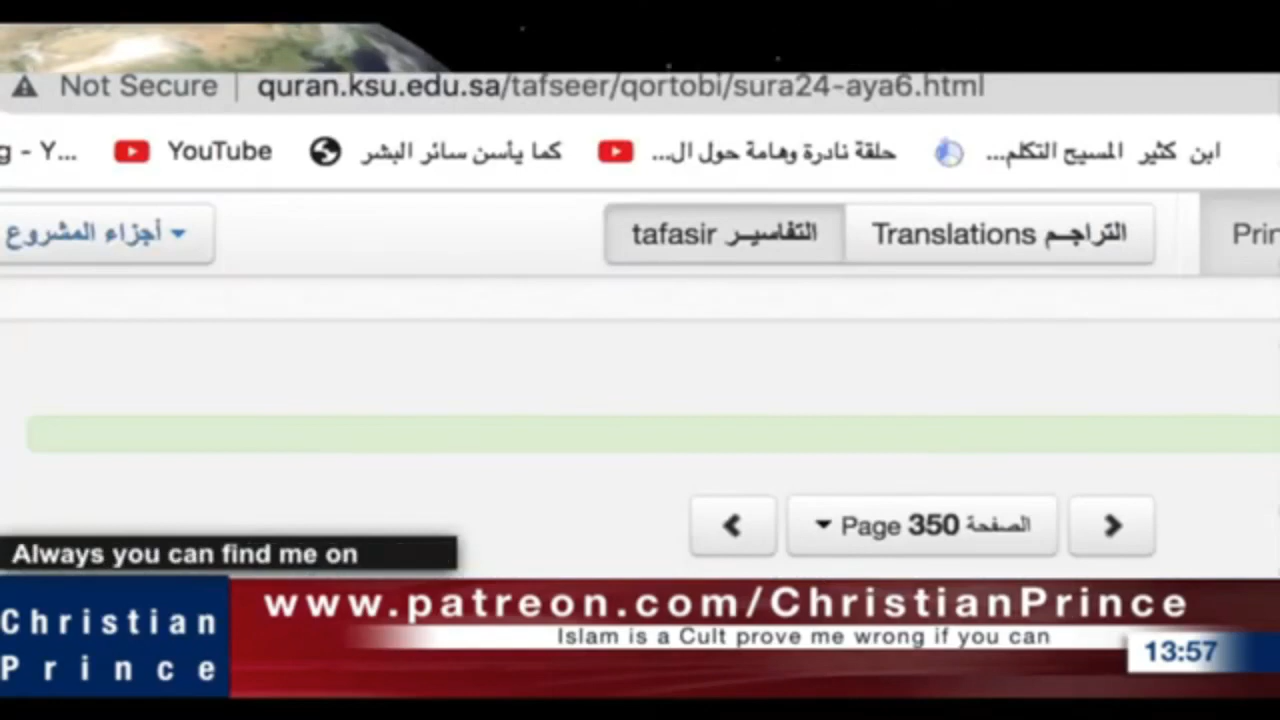 Not Secure | quran.ksu.edu.sa/tafseer/qortobi/sura24-aya6.html
g - Y... YouTube كما يأسن سائر البشر حلقة نادرة وهامة حول ال... ابن كثير المسيح التكلم...
أجزاء المشروع tafasir التفاسير Translations التراجم Prin
Page 350 الصفحة
Always you can find me on
www.patreon.com/ChristianPrince
Islam is a Cult prove me wrong if you can
Christian
Prince
13:57